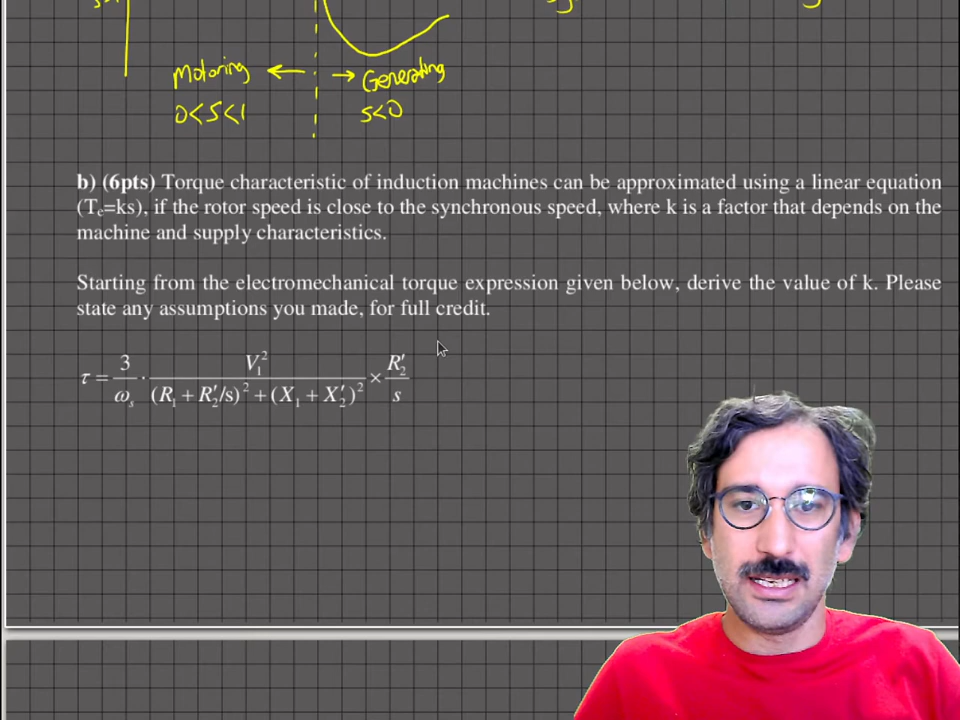 Motoring ← → Generating
0<S<1 S<0
b) (6pts) Torque characteristic of induction machines can be approximated using a linear equation
(Te=ks), if the rotor speed is close to the synchronous speed, where k is a factor that depends on the
machine and supply characteristics.
Starting from the electromechanical torque expression given below, derive the value of k. Please
state any assumptions you made, for full credit.
τ = 3/ωs · V₁²/((R₁ + R₂′/s)² + (X₁ + X₂′)²) × R₂′/s